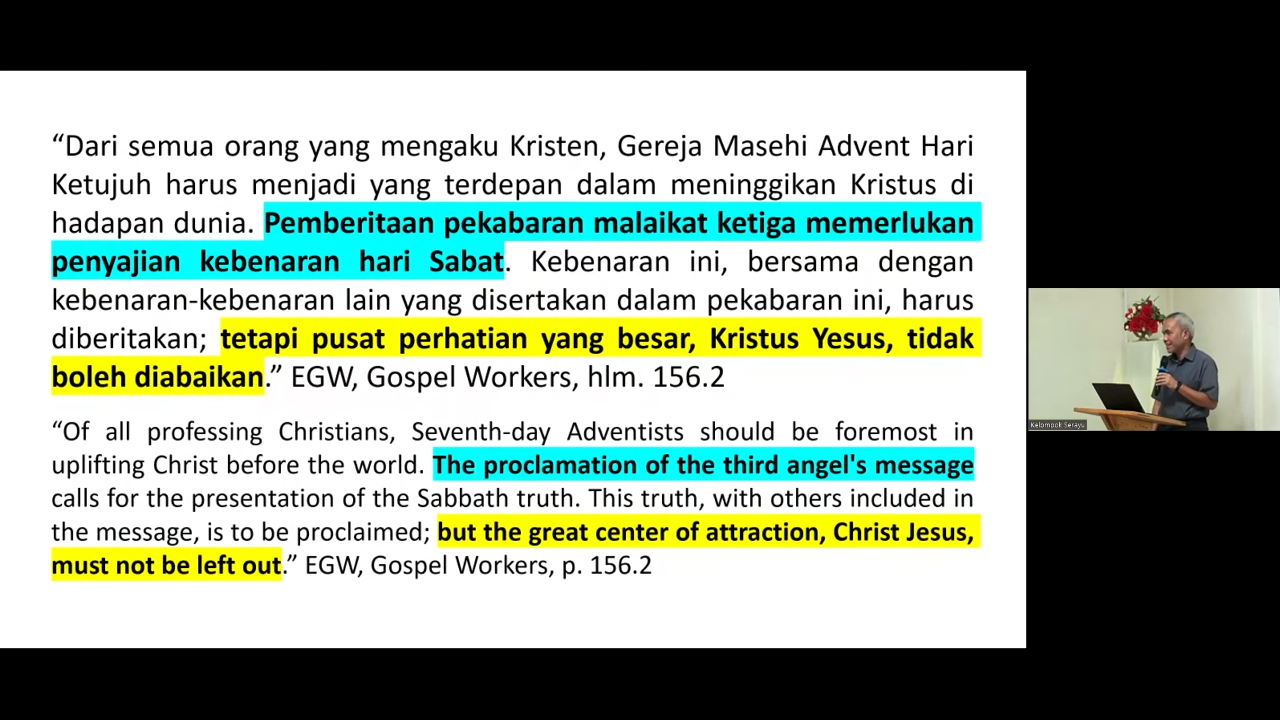 “Dari semua orang yang mengaku Kristen, Gereja Masehi Advent Hari
Ketujuh harus menjadi yang terdepan dalam meninggikan Kristus di
hadapan dunia. Pemberitaan pekabaran malaikat ketiga memerlukan
penyajian kebenaran hari Sabat. Kebenaran ini, bersama dengan
kebenaran-kebenaran lain yang disertakan dalam pekabaran ini, harus
diberitakan; tetapi pusat perhatian yang besar, Kristus Yesus, tidak
boleh diabaikan.” EGW, Gospel Workers, hlm. 156.2
“Of all professing Christians, Seventh-day Adventists should be foremost in
uplifting Christ before the world. The proclamation of the third angel's message
calls for the presentation of the Sabbath truth. This truth, with others included in
the message, is to be proclaimed; but the great center of attraction, Christ Jesus,
must not be left out.” EGW, Gospel Workers, p. 156.2
Kelompok Serayu